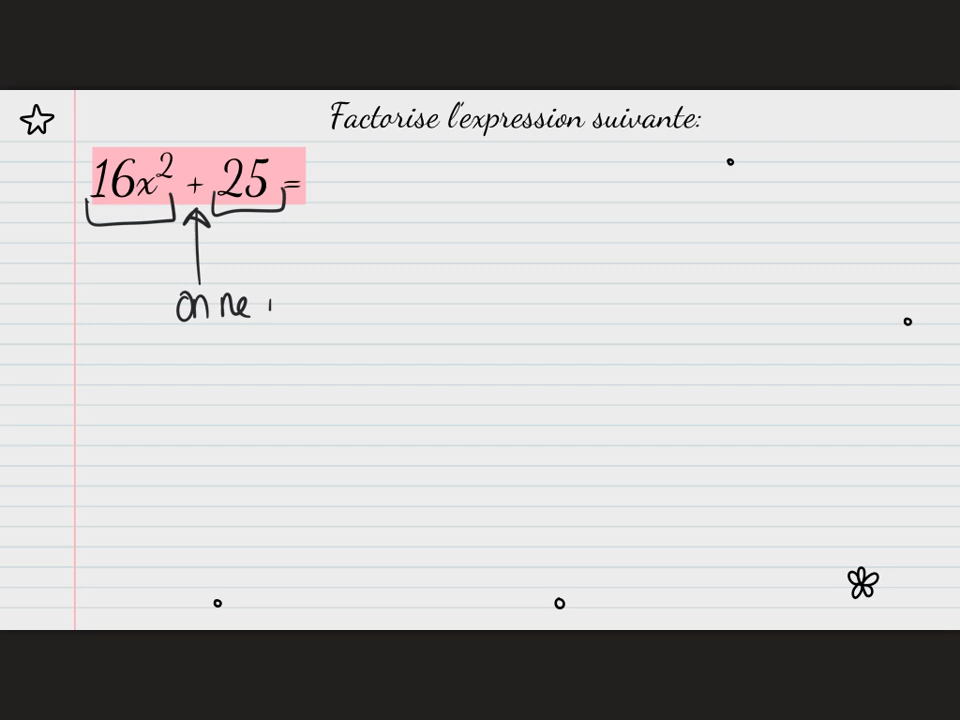 Factorise l'expression suivante:
16x² + 25 =
on ne